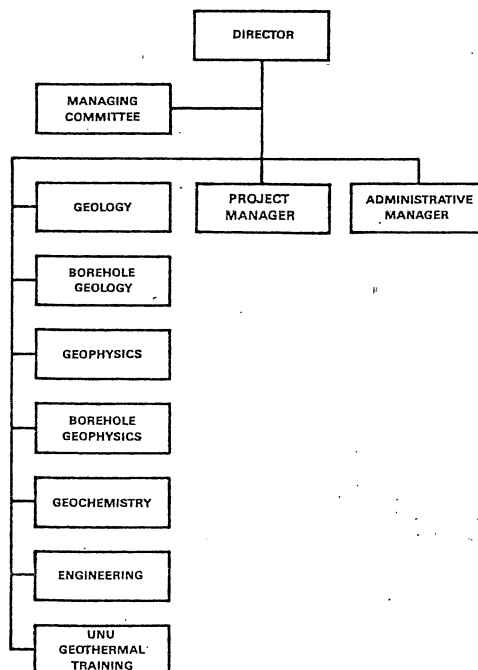 DIRECTOR
MANAGING
COMMITTEE
GEOLOGY
PROJECT
MANAGER
ADMINISTRATIVE
MANAGER
BOREHOLE
GEOLOGY
GEOPHYSICS
BOREHOLE
GEOPHYSICS
GEOCHEMISTRY
ENGINEERING
UNU
GEOTHERMAL
TRAINING